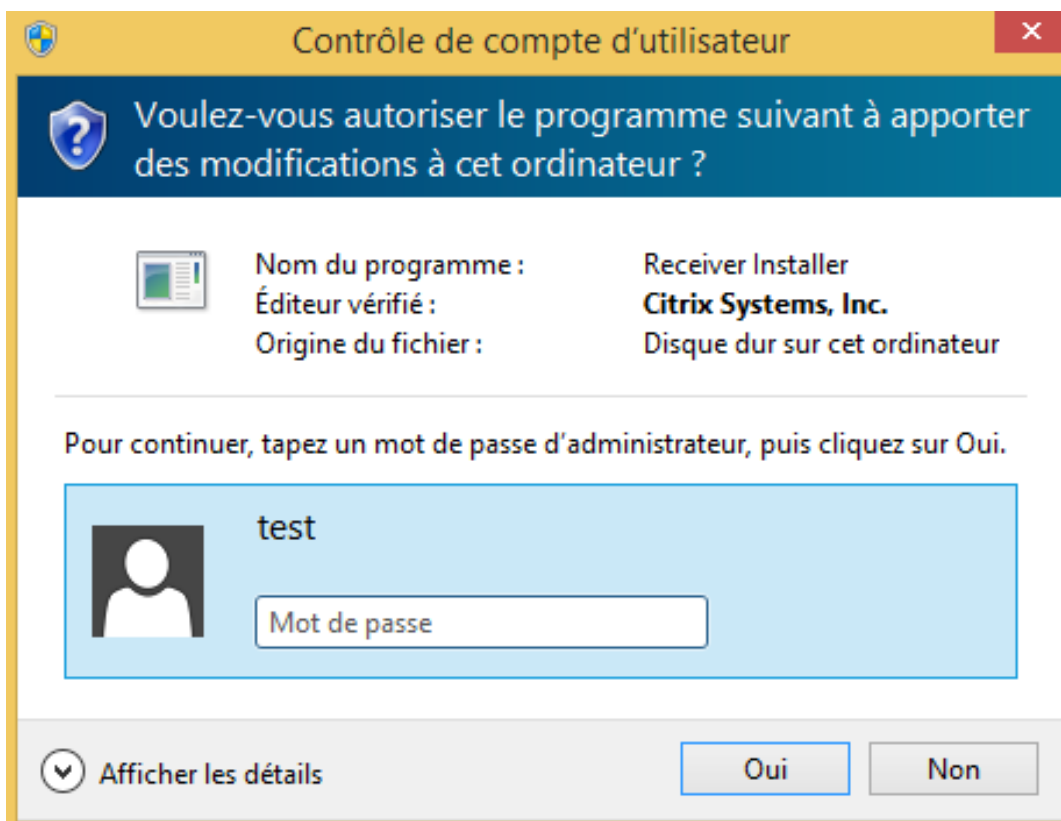 Contrôle de compte d’utilisateur
Voulez-vous autoriser le programme suivant à apporter
des modifications à cet ordinateur ?
Nom du programme : Receiver Installer
Éditeur vérifié : Citrix Systems, Inc.
Origine du fichier : Disque dur sur cet ordinateur
Pour continuer, tapez un mot de passe d’administrateur, puis cliquez sur Oui.
test
Mot de passe
Afficher les détails Oui Non